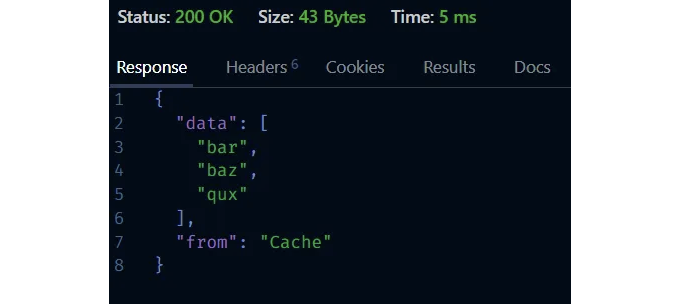 Status: 200 OK Size: 43 Bytes Time: 5 ms
Response Headers 6 Cookies Results Docs
1 {
2 "data": [
3 "bar",
4 "baz",
5 "qux"
6 ],
7 "from": "Cache"
8 }